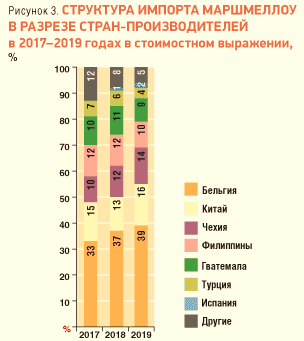 Рисунок 3. СТРУКТУРА ИМПОРТА МАРШМЕЛЛОУ
В РАЗРЕЗЕ СТРАН-ПРОИЗВОДИТЕЛЕЙ
в 2017–2019 годах в стоимостном выражении,
%
100
90
80
70
60
50
40
30
20
10
%
12
7
10
12
10
15
33
8
1
6
11
12
12
13
37
5
2
4
9
10
14
16
39
2017 2018 2019
Бельгия
Китай
Чехия
Филиппины
Гватемала
Турция
Испания
Другие